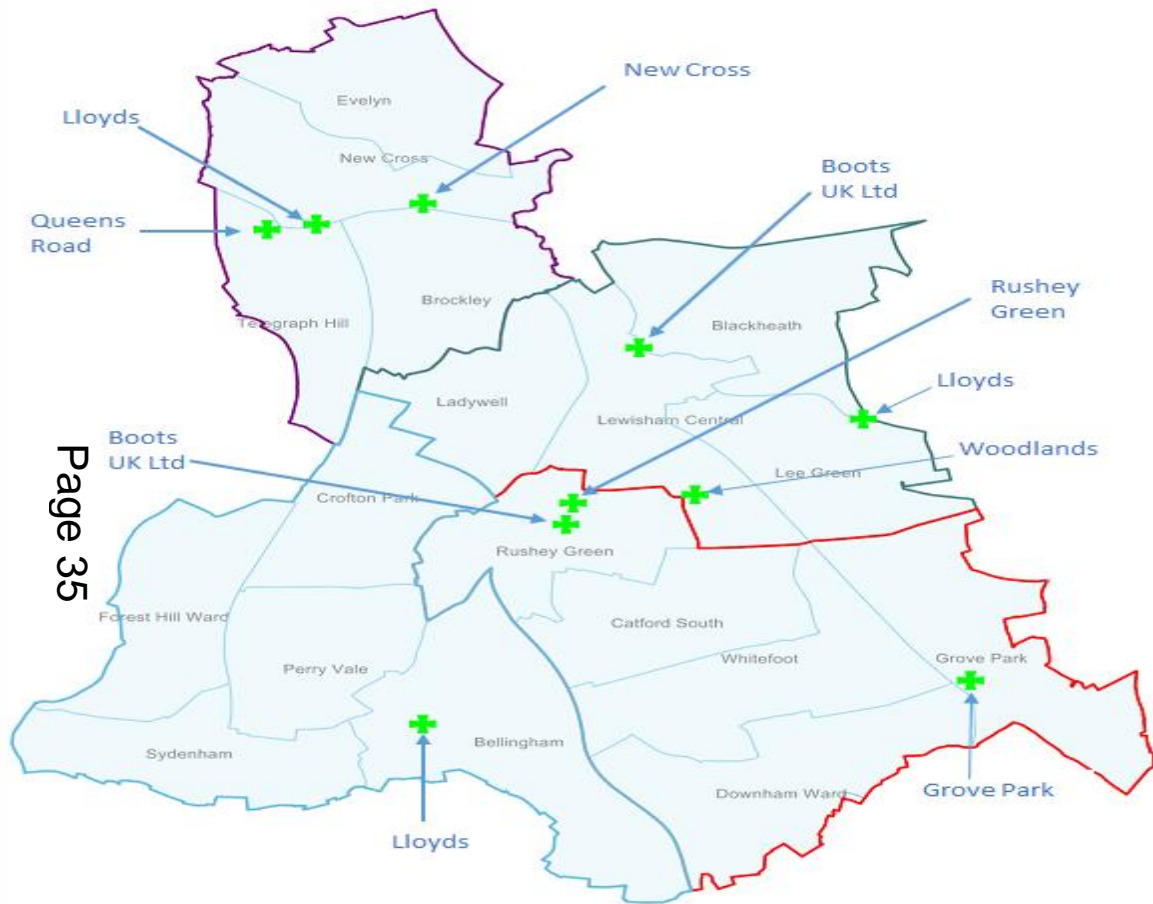 New Cross
Evelyn
Lloyds
New Cross
Boots
UK Ltd
Queens
Road
Rushey
Green
Brockley
Telegraph Hill
Blackheath
Lloyds
Ladywell
Lewisham Central
Boots
UK Ltd
Woodlands
Lee Green
Crofton Park
Page 35
Rushey Green
Forest Hill Ward
Catford South
Perry Vale
Whitefoot
Grove Park
Sydenham
Bellingham
Downham Ward
Grove Park
Lloyds